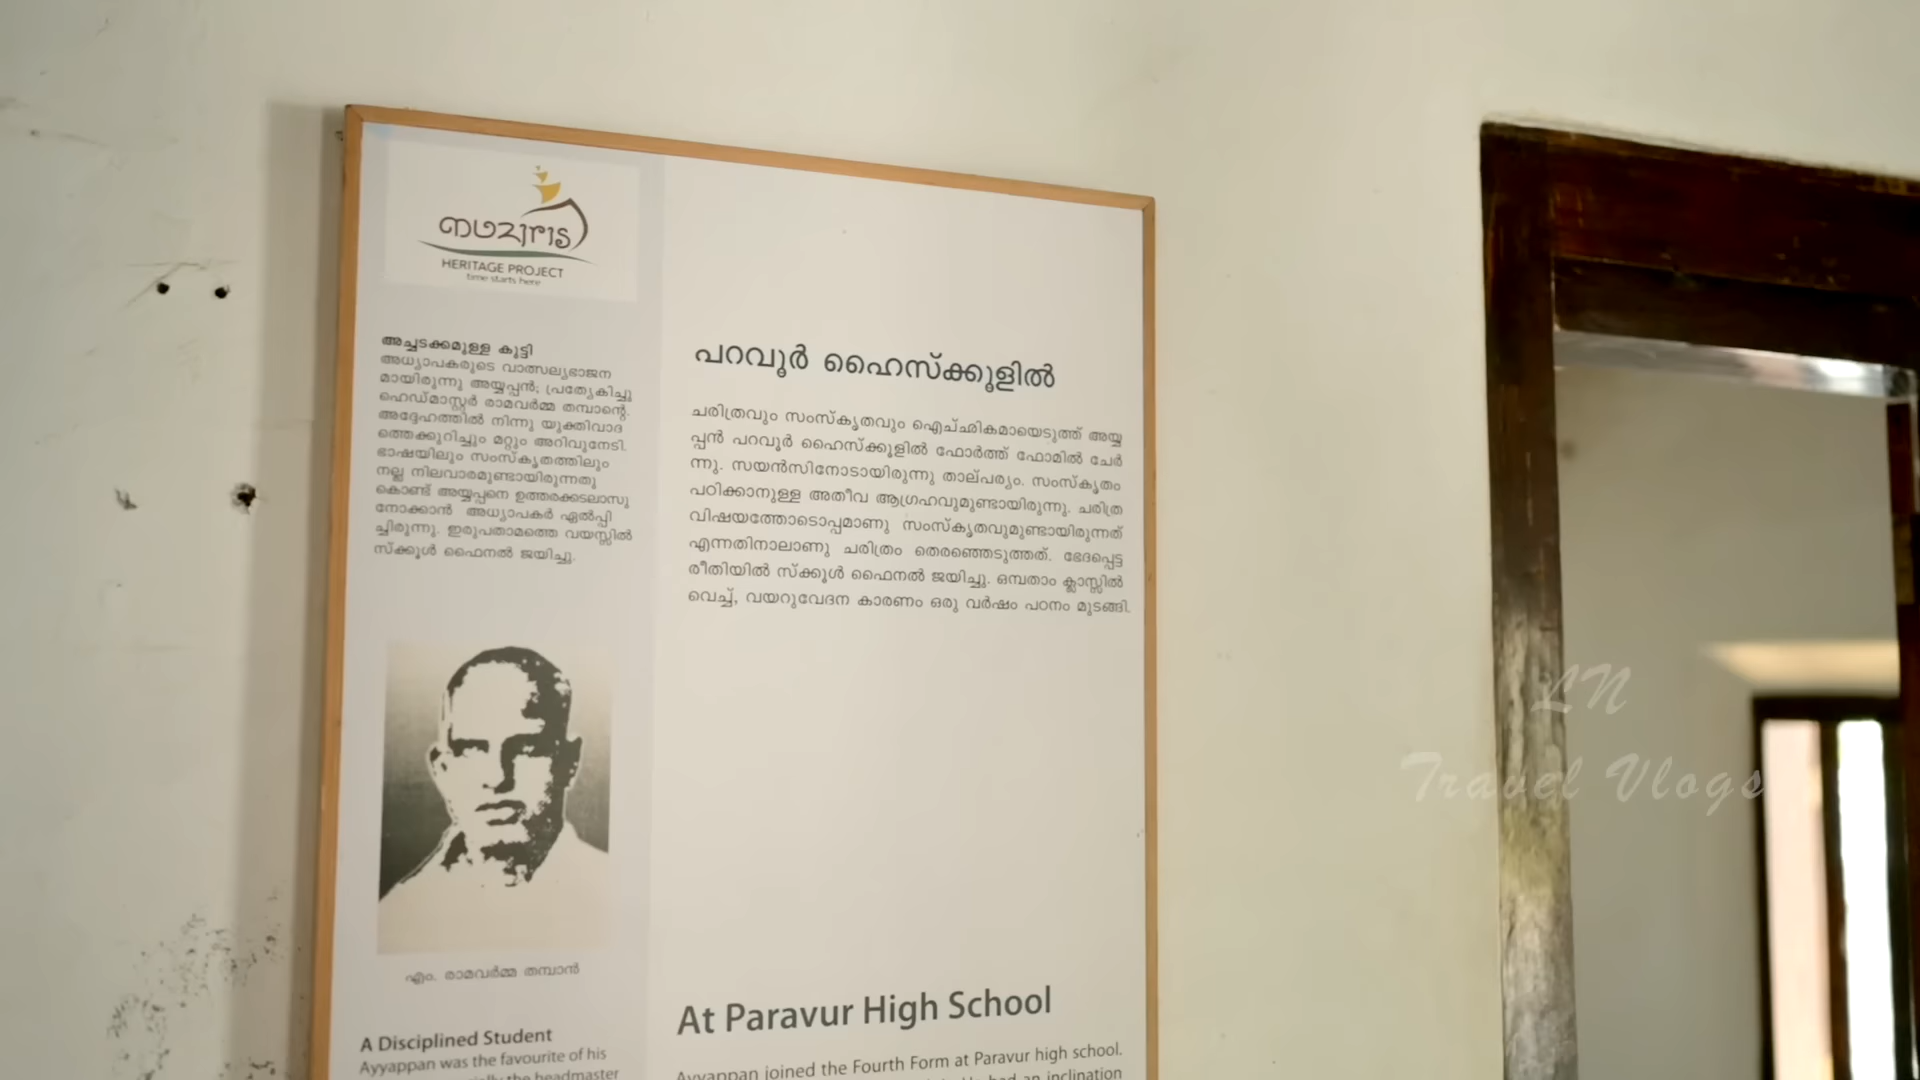 HERITAGE PROJECT
time starts here
അച്ചടക്കമുള്ള കുട്ടി
അധ്യാപകരുടെ വാത്സല്യഭാജന
മായിരുന്നു അയ്യപ്പൻ; പ്രത്യേകിച്ചു
ഹെഡ്മാസ്റ്റർ രാമവർമ്മ തമ്പാന്റെ.
അദ്ദേഹത്തിൽ നിന്നു യുക്തിവാദ
ത്തെക്കുറിച്ചും മറ്റും അറിവുനേടി.
ഭാഷയിലും സംസ്കൃതത്തിലും
നല്ല നിലവാരമുണ്ടായിരുന്നതു
കൊണ്ട് അയ്യപ്പനെ ഉത്തരക്കടലാസു
നോക്കാൻ അധ്യാപകർ ഏൽപ്പി
ച്ചിരുന്നു. ഇരുപതാമത്തെ വയസ്സിൽ
സ്ക്കൂൾ ഫൈനൽ ജയിച്ചു.
എം. രാമവർമ്മ തമ്പാൻ
A Disciplined Student
Ayyappan was the favourite of his
the headmaster
പറവൂർ ഹൈസ്ക്കൂളിൽ
ചരിത്രവും സംസ്കൃതവും ഐച്ഛികമായെടുത്ത് അയ്യ
പ്പൻ പറവൂർ ഹൈസ്ക്കൂളിൽ ഫോർത്ത് ഫോമിൽ ചേർ
ന്നു. സയൻസിനോടായിരുന്നു താല്പര്യം. സംസ്കൃതം
പഠിക്കാനുള്ള അതീവ ആഗ്രഹവുമുണ്ടായിരുന്നു. ചരിത്ര
വിഷയത്തോടൊപ്പമാണു സംസ്കൃതവുമുണ്ടായിരുന്നത്
എന്നതിനാലാണു ചരിത്രം തെരഞ്ഞെടുത്തത്. ഭേദപ്പെട്ട
രീതിയിൽ സ്ക്കൂൾ ഫൈനൽ ജയിച്ചു. ഒമ്പതാം ക്ലാസ്സിൽ
വെച്ച്, വയറുവേദന കാരണം ഒരു വർഷം പഠനം മുടങ്ങി.
At Paravur High School
Ayyappan joined the Fourth Form at Paravur high school.
had an inclination
LN
Travel Vlogs